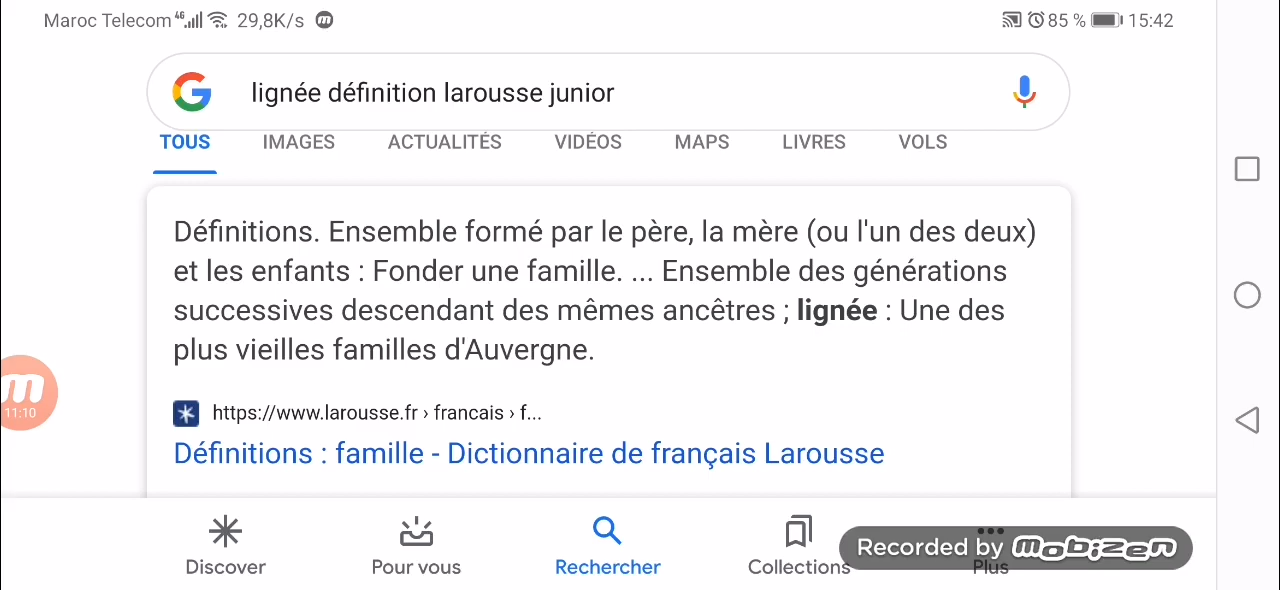 Maroc Telecom 4G 29,8K/s m 85 % 15:42
lignée définition larousse junior
TOUS IMAGES ACTUALITÉS VIDÉOS MAPS LIVRES VOLS
Définitions. Ensemble formé par le père, la mère (ou l'un des deux)
et les enfants : Fonder une famille. ... Ensemble des générations
successives descendant des mêmes ancêtres ; lignée : Une des
plus vieilles familles d'Auvergne.
m
11:10
https://www.larousse.fr › francais › f...
Définitions : famille - Dictionnaire de français Larousse
Recorded by mobizen
Discover Pour vous Rechercher Collections Plus